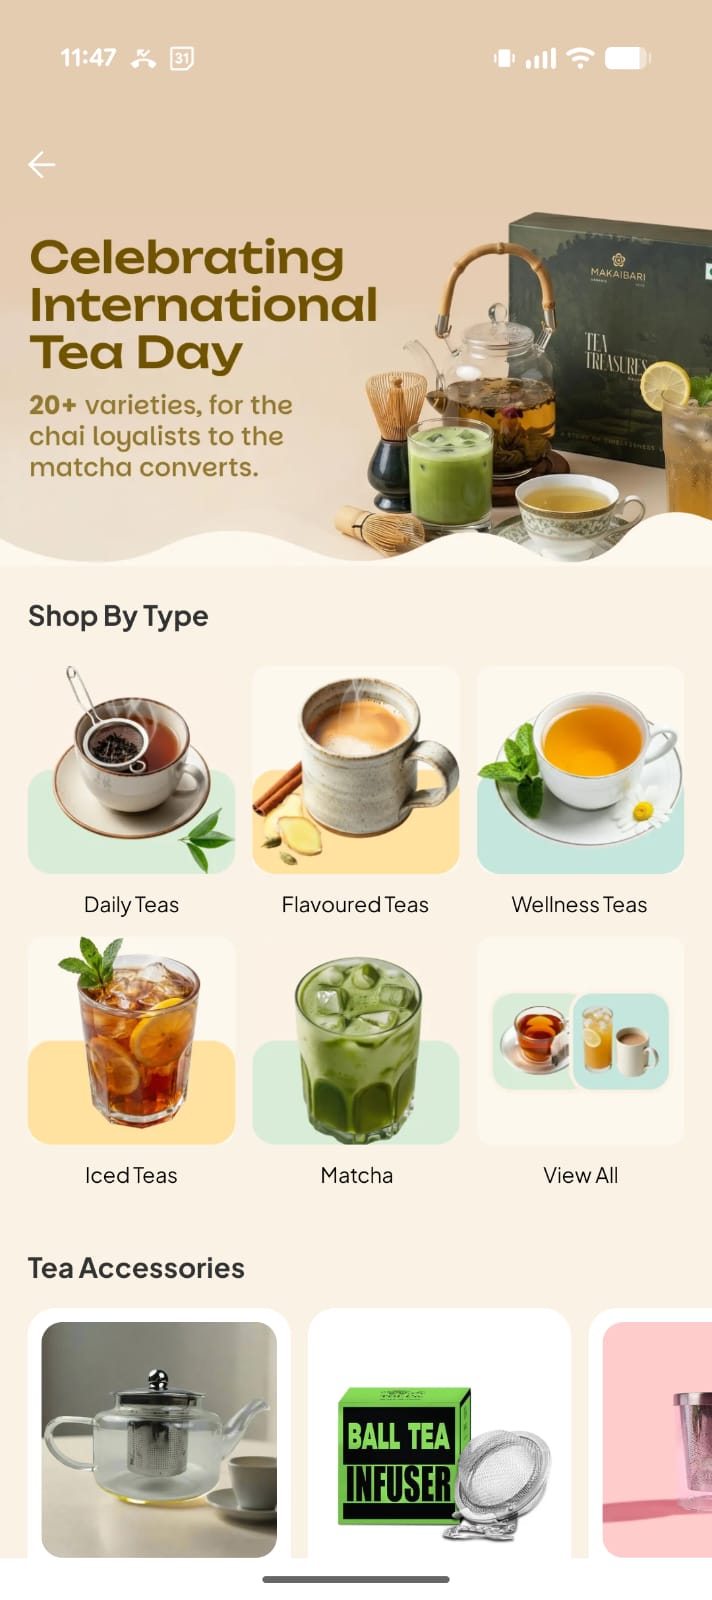 11:47
31
Celebrating
International
Tea Day
20+ varieties, for the
chai loyalists to the
matcha converts.
MAKAIBARI
TEA
TREASURES
Shop By Type
Daily Teas
Flavoured Teas
Wellness Teas
Iced Teas
Matcha
View All
Tea Accessories
BALL TEA
INFUSER